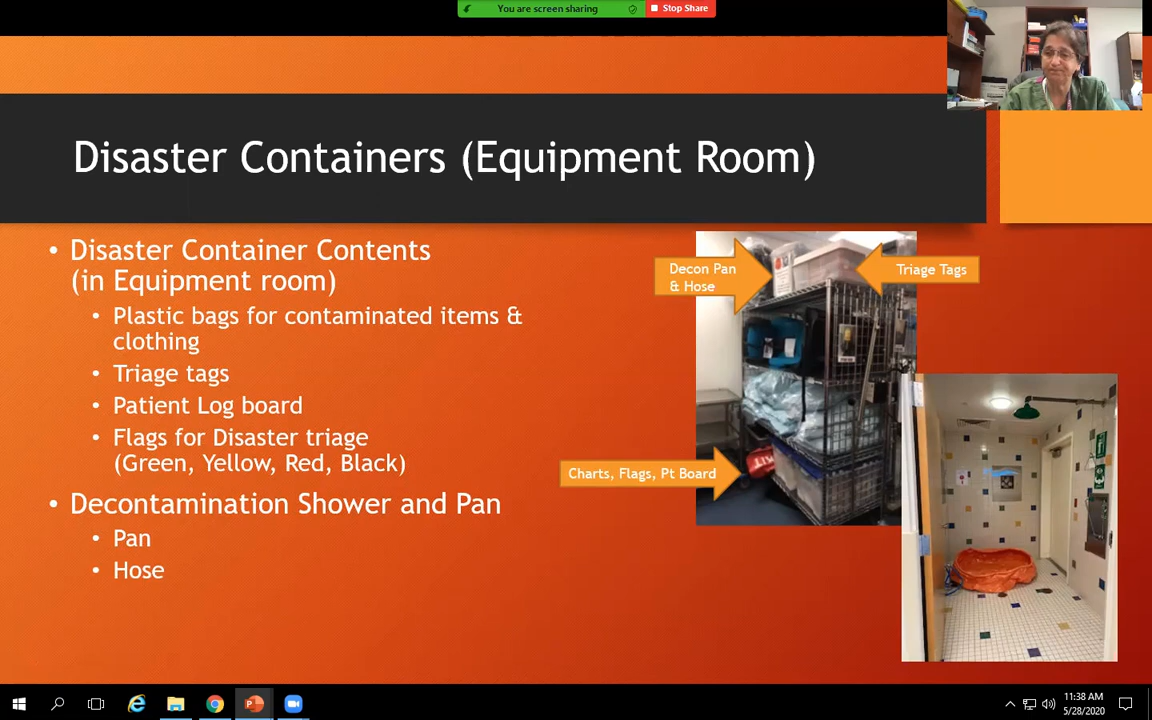 You are screen sharing
Stop Share
Disaster Containers (Equipment Room)
• Disaster Container Contents
(in Equipment room)
• Plastic bags for contaminated items &
clothing
• Triage tags
• Patient Log board
• Flags for Disaster triage
(Green, Yellow, Red, Black)
• Decontamination Shower and Pan
• Pan
• Hose
Decon Pan
& Hose
Triage Tags
Charts, Flags, Pt Board
11:38 AM
5/28/2020